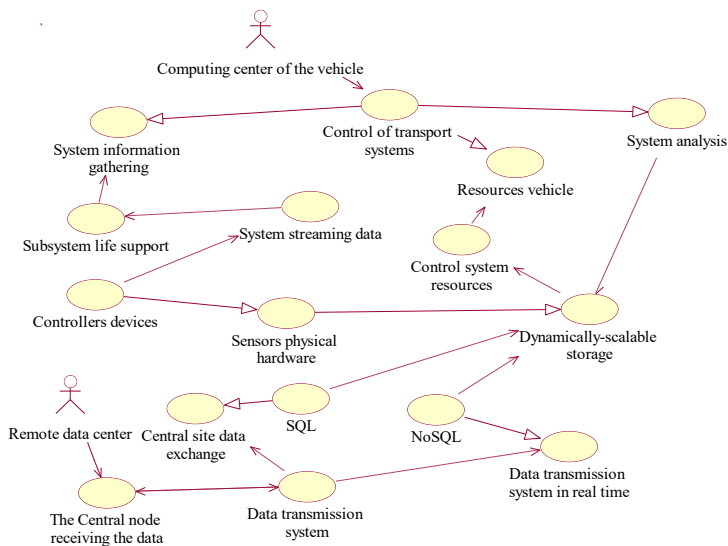 Computing center of the vehicle
Control of transport
systems
System information
gathering
System analysis
Resources vehicle
Subsystem life support
System streaming data
Control system
resources
Controllers devices
Sensors physical
hardware
Dynamically-scalable
storage
Remote data center
Central site data
exchange
SQL
NoSQL
Data transmission
system in real time
The Central node
receiving the data
Data transmission
system